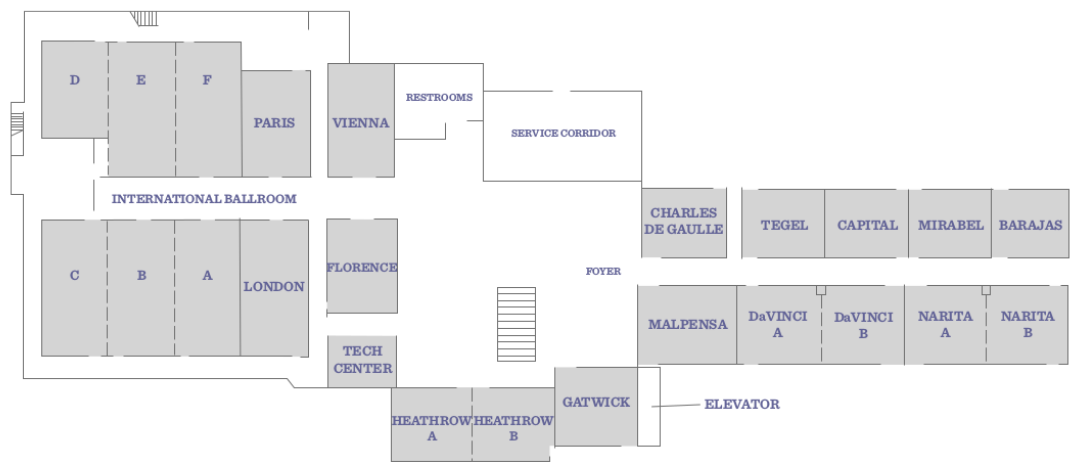 D
E
F
PARIS
VIENNA
RESTROOMS
SERVICE CORRIDOR
INTERNATIONAL BALLROOM
CHARLES
DE GAULLE
TEGEL
CAPITAL
MIRABEL
BARAJAS
C
B
A
LONDON
FLORENCE
FOYER
MALPENSA
DaVINCI
A
DaVINCI
B
NARITA
A
NARITA
B
TECH
CENTER
HEATHROW
A
HEATHROW
B
GATWICK
ELEVATOR